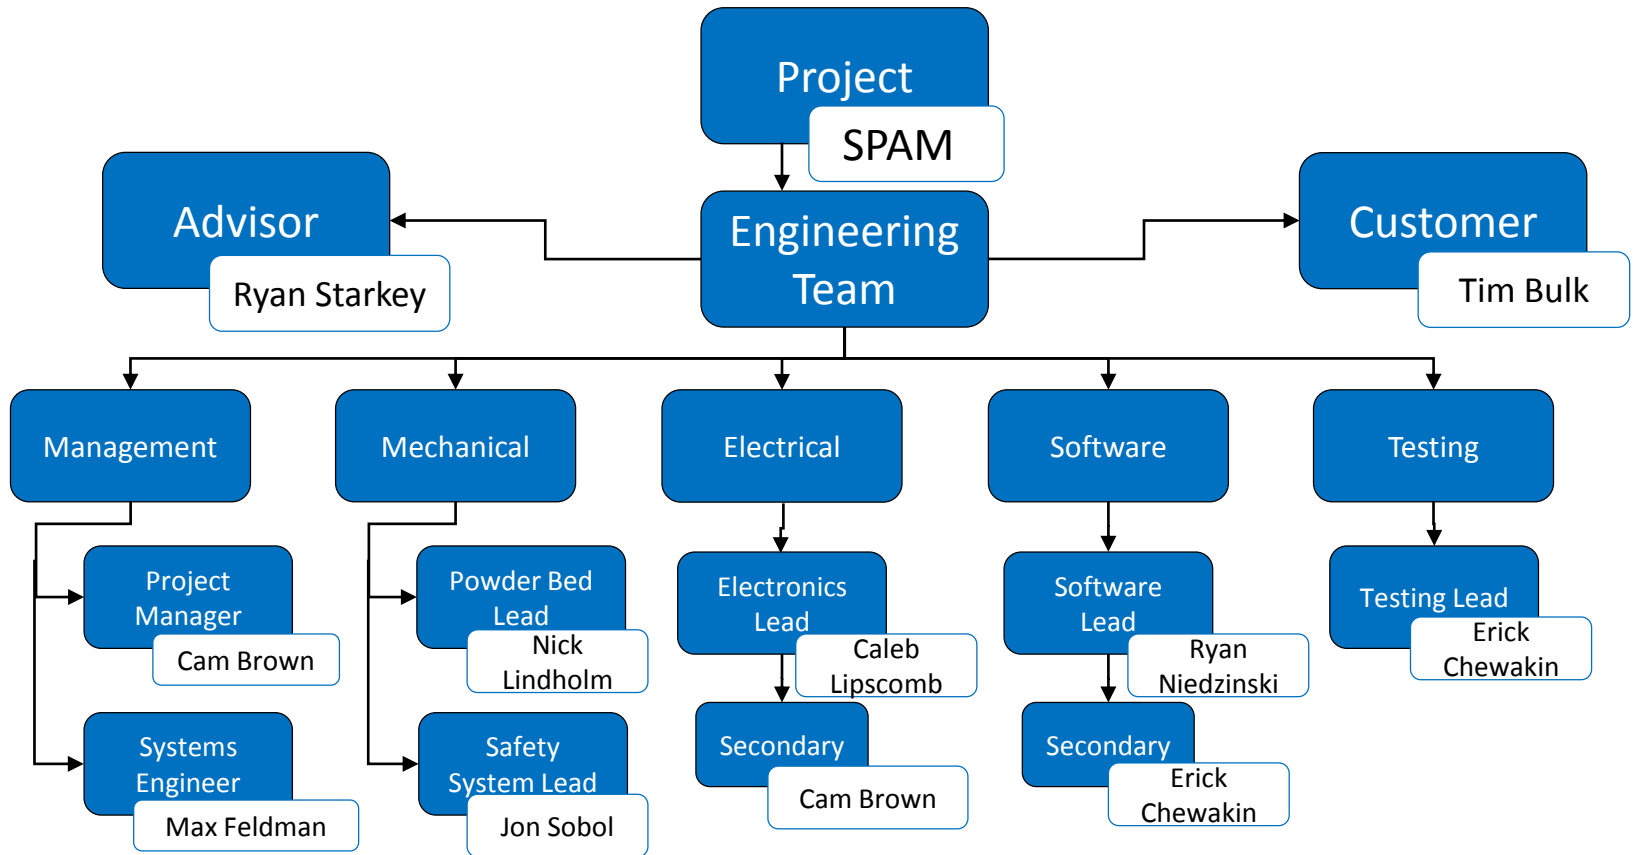 Project
SPAM
Advisor
Ryan Starkey
Engineering
Team
Customer
Tim Bulk
Management
Mechanical
Electrical
Software
Testing
Project
Manager
Cam Brown
Systems
Engineer
Max Feldman
Powder Bed
Lead
Nick
Lindholm
Safety
System Lead
Jon Sobol
Electronics
Lead
Caleb
Lipscomb
Secondary
Cam Brown
Software
Lead
Ryan
Niedzinski
Secondary
Erick
Chewakin
Testing Lead
Erick
Chewakin